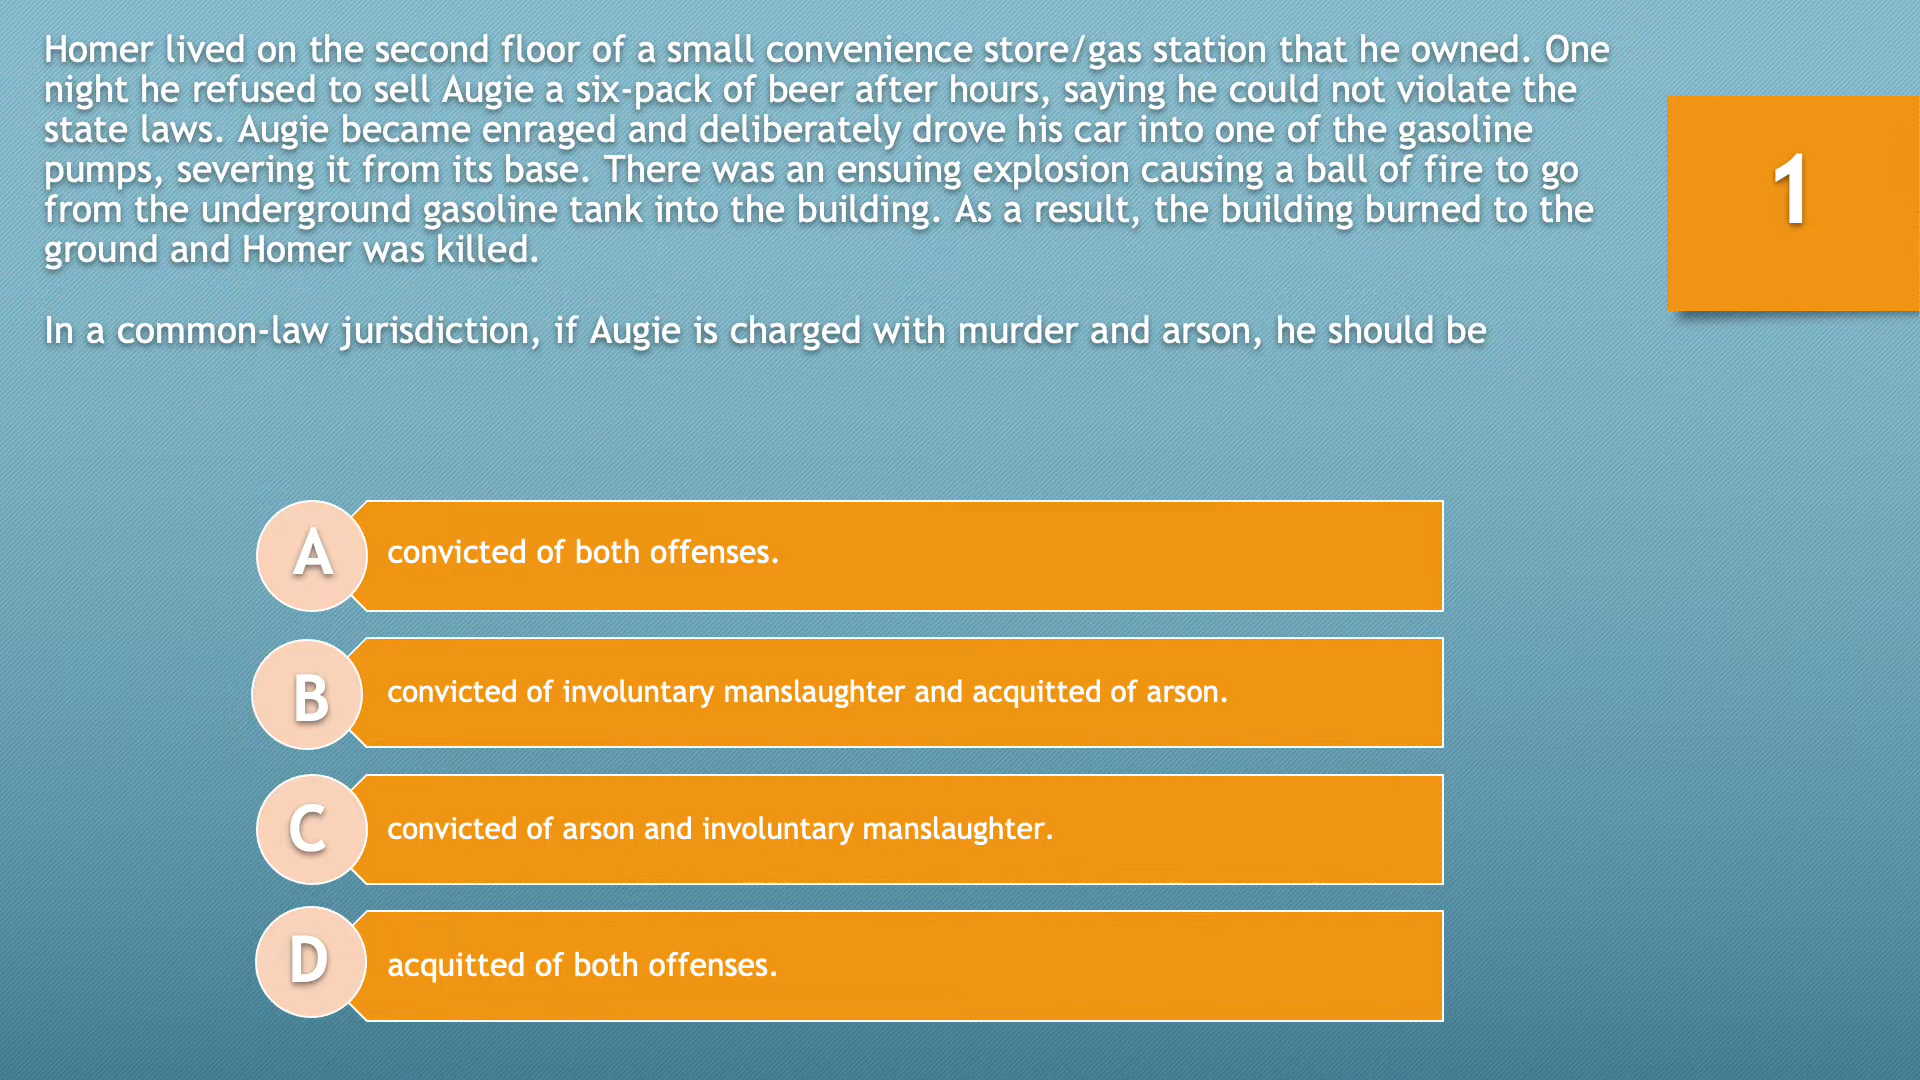 Homer lived on the second floor of a small convenience store/gas station that he owned. One
night he refused to sell Augie a six-pack of beer after hours, saying he could not violate the
state laws. Augie became enraged and deliberately drove his car into one of the gasoline
pumps, severing it from its base. There was an ensuing explosion causing a ball of fire to go
from the underground gasoline tank into the building. As a result, the building burned to the
ground and Homer was killed.
In a common-law jurisdiction, if Augie is charged with murder and arson, he should be
1
A convicted of both offenses.
B convicted of involuntary manslaughter and acquitted of arson.
C convicted of arson and involuntary manslaughter.
D acquitted of both offenses.